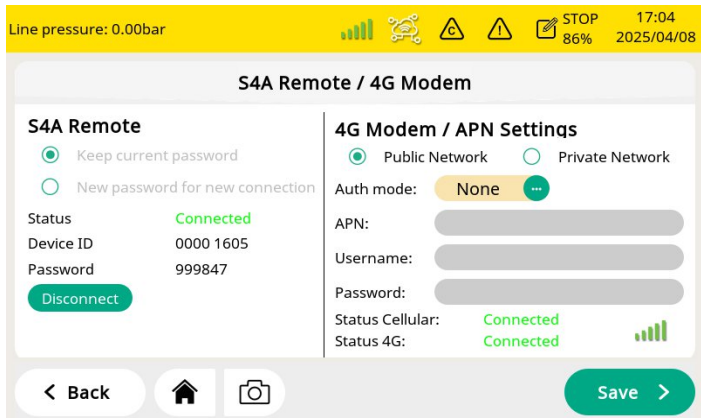 Line pressure: 0.00bar
C
!
STOP
86%
17:04
2025/04/08
S4A Remote / 4G Modem
S4A Remote
Keep current password
New password for new connection
Status Connected
Device ID 0000 1605
Password 999847
Disconnect
4G Modem / APN Settings
Public Network Private Network
Auth mode: None ...
APN:
Username:
Password:
Status Cellular: Connected
Status 4G: Connected
< Back
Save >